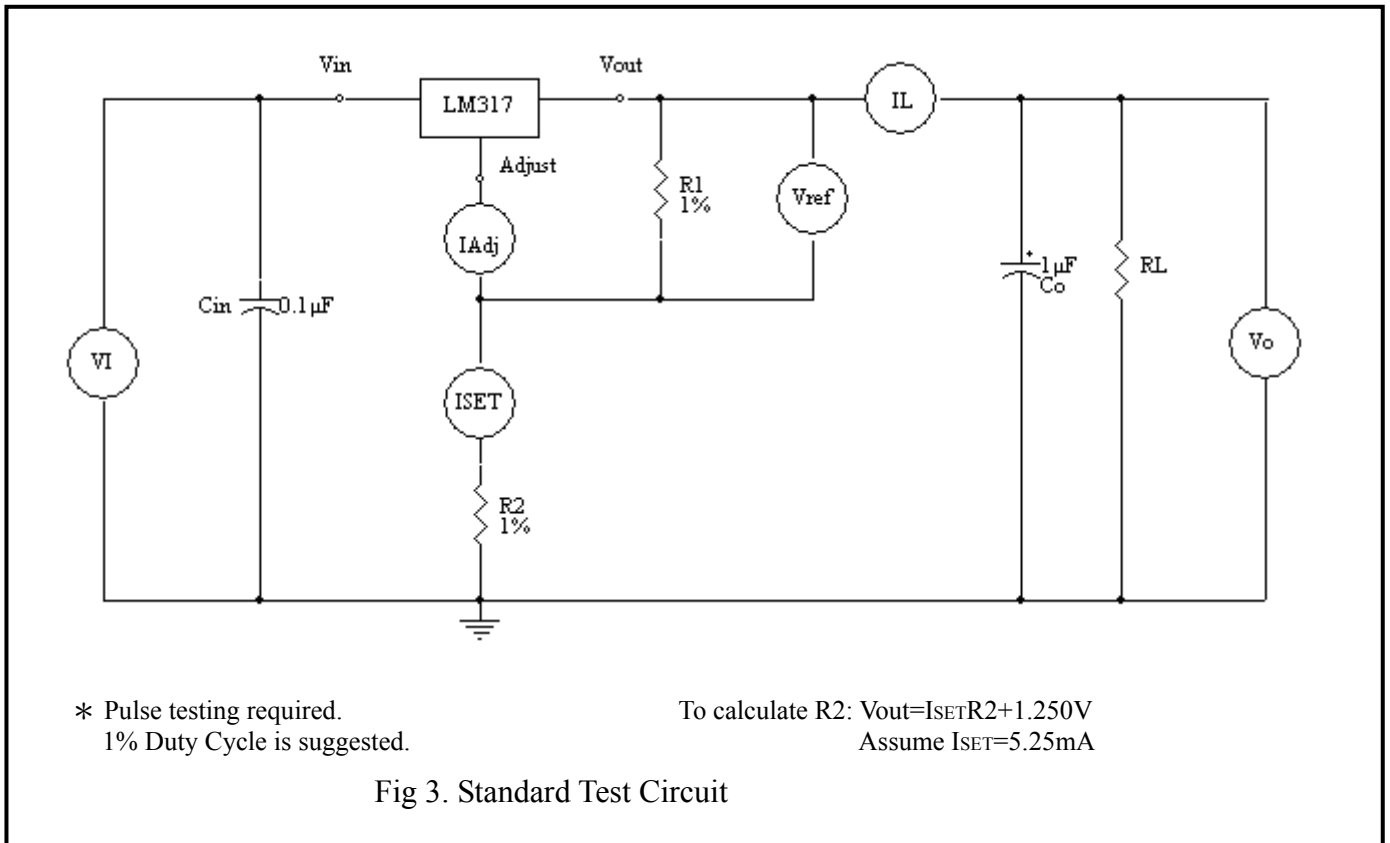 Vin
Vout
LM317
IL
Adjust
R1
1%
Vref
IAdj
Cin
0.1µF
1µF
Co
RL
VI
Vo
ISET
R2
1%
* Pulse testing required.
1% Duty Cycle is suggested.
To calculate R2: Vout=ISETR2+1.250V
Assume ISET=5.25mA
Fig 3. Standard Test Circuit